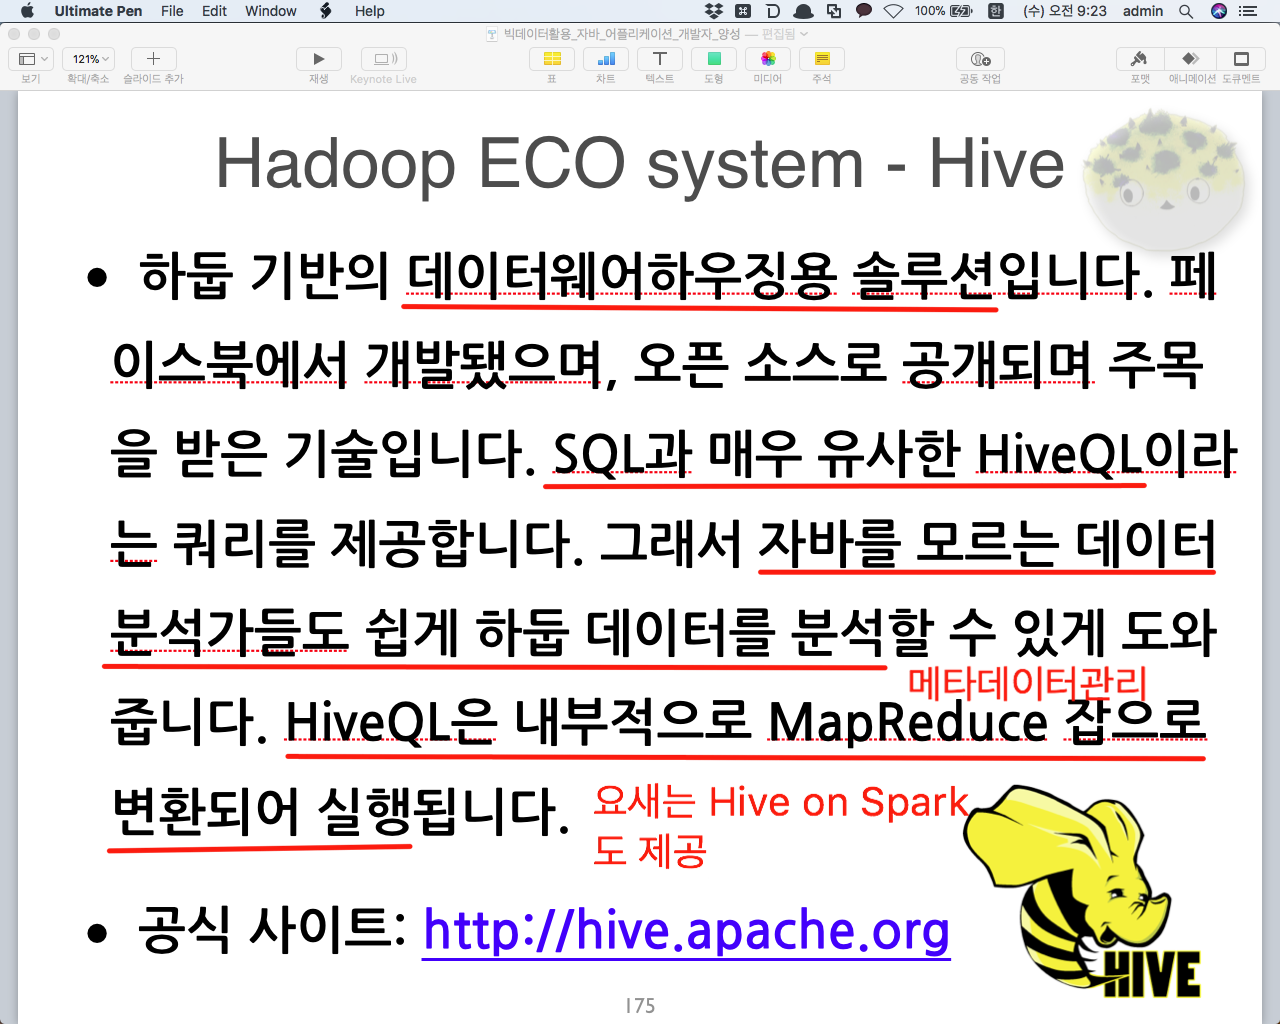 Ultimate Pen File Edit Window Help 100% 한 (수) 오전 9:23 admin
빅데이터활용_자바_어플리케이션_개발자_양성 — 편집됨
121%
보기 확대/축소 슬라이드 추가 재생 Keynote Live 표 차트 텍스트 도형 미디어 주석 공동 작업 포맷 애니메이션 도큐멘트
Hadoop ECO system - Hive
• 하둡 기반의 데이터웨어하우징용 솔루션입니다. 페
이스북에서 개발됐으며, 오픈 소스로 공개되며 주목
을 받은 기술입니다. SQL과 매우 유사한 HiveQL이라
는 쿼리를 제공합니다. 그래서 자바를 모르는 데이터
분석가들도 쉽게 하둡 데이터를 분석할 수 있게 도와
메타데이터관리
줍니다. HiveQL은 내부적으로 MapReduce 잡으로
변환되어 실행됩니다.
요새는 Hive on Spark
도 제공
• 공식 사이트: http://hive.apache.org
HIVE
175